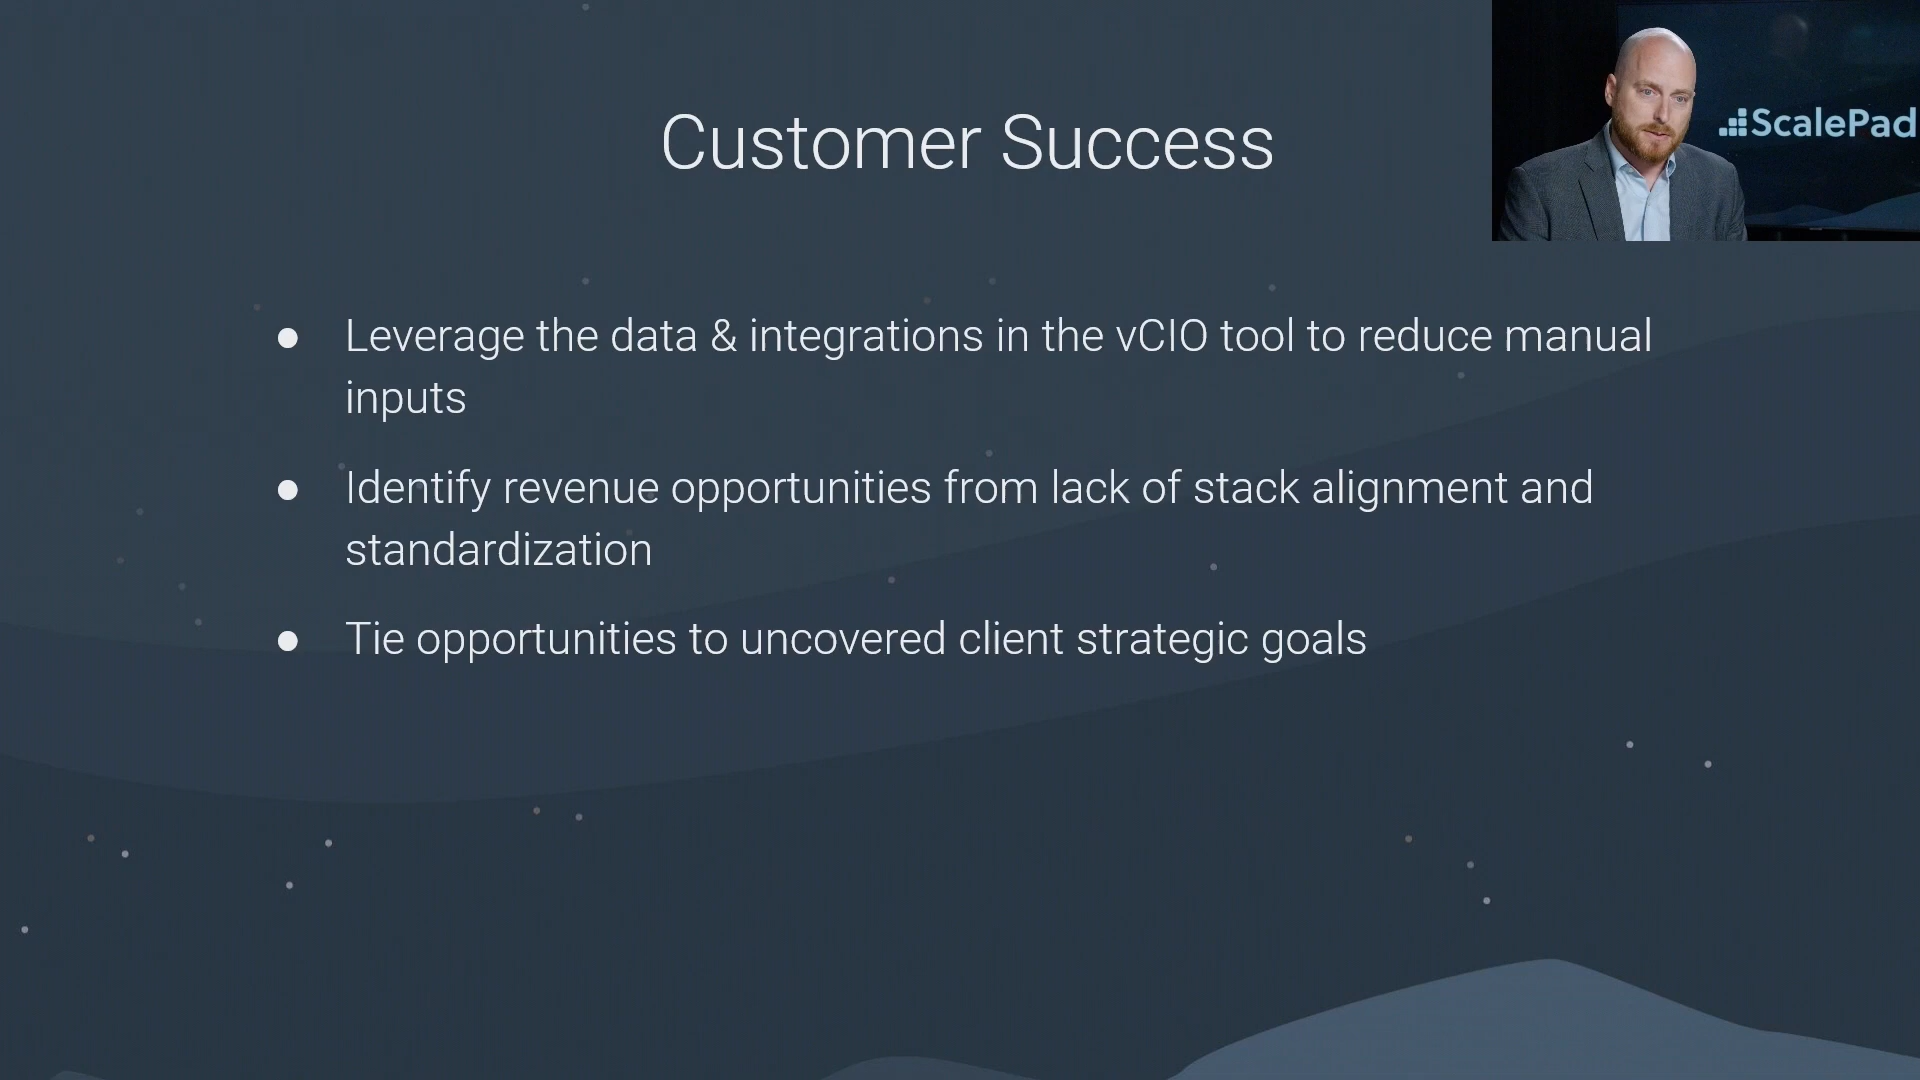 Customer Success
ScalePad
● Leverage the data & integrations in the vCIO tool to reduce manual
inputs
● Identify revenue opportunities from lack of stack alignment and
standardization
● Tie opportunities to uncovered client strategic goals